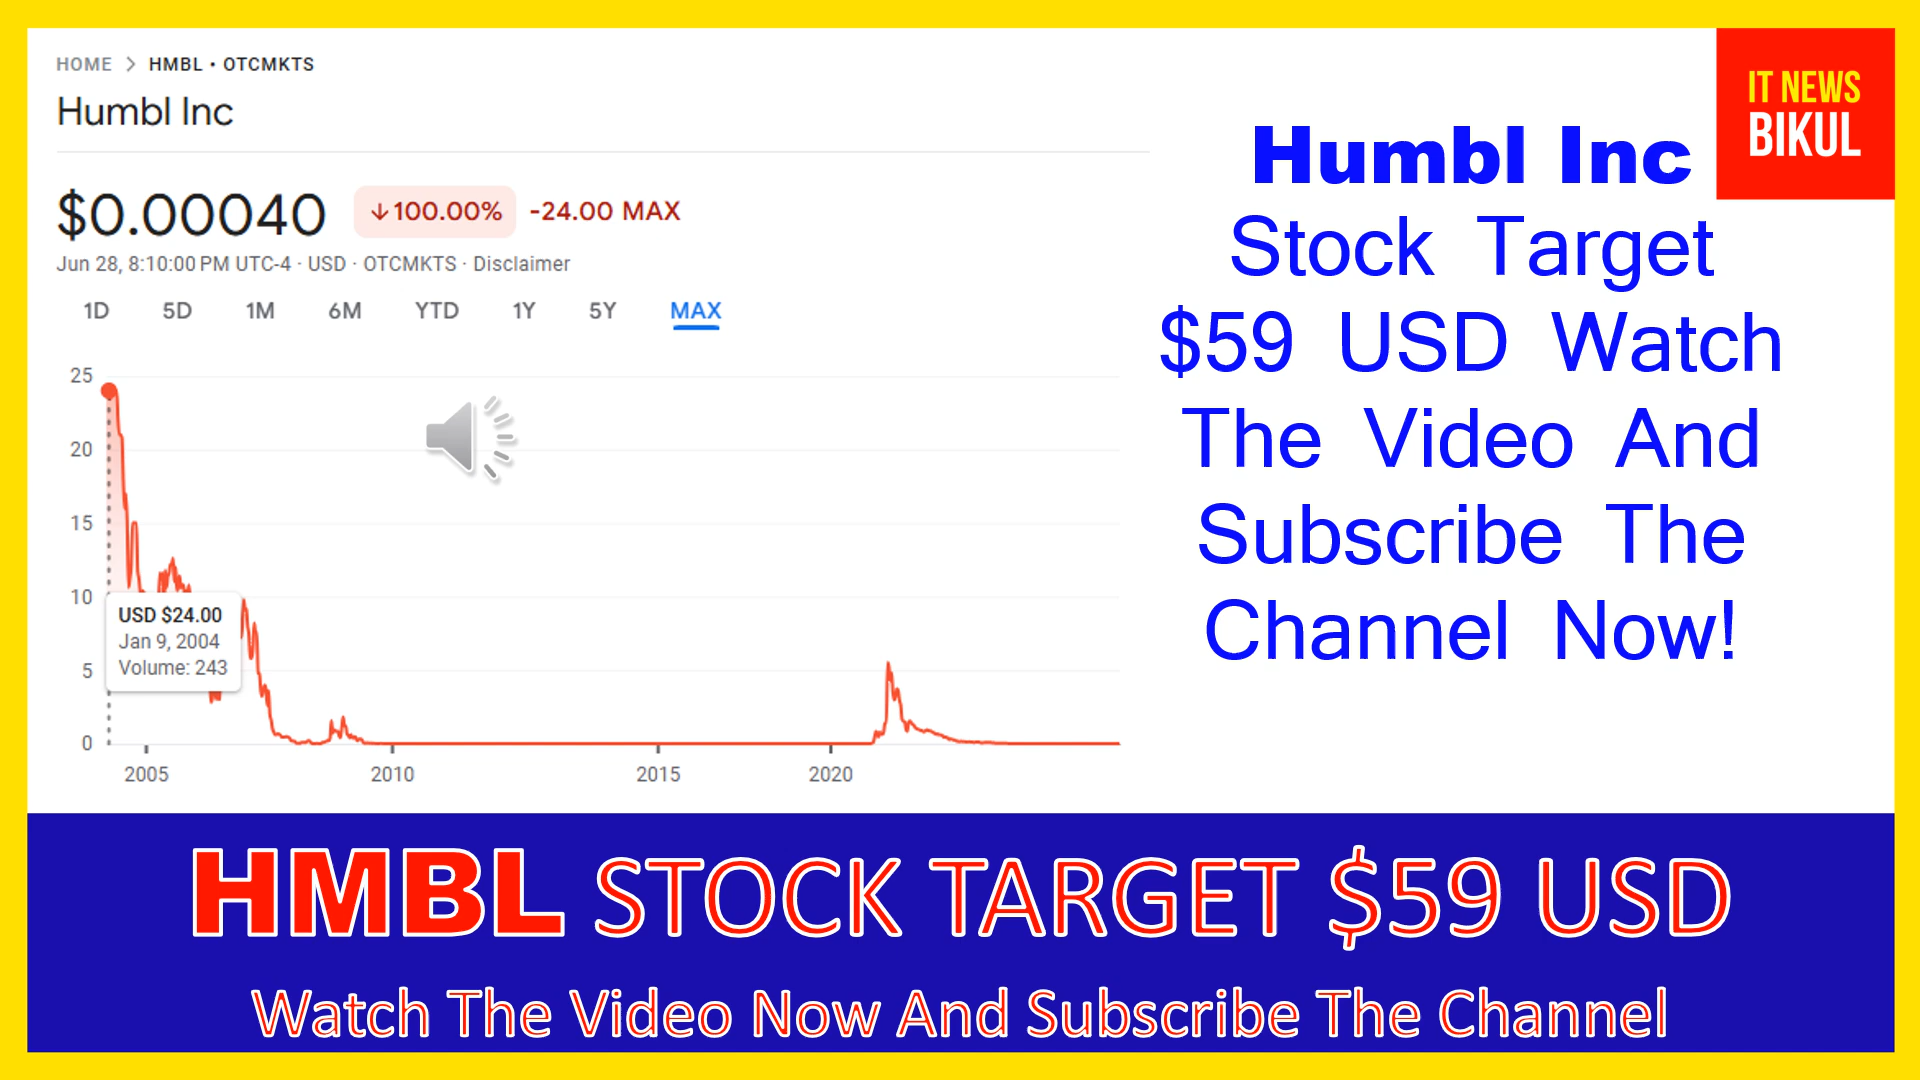 HOME > HMBL • OTCMKTS
Humbl Inc
$0.00040 ↓100.00% -24.00 MAX
Jun 28, 8:10:00 PM UTC-4 · USD · OTCMKTS · Disclaimer
1D 5D 1M 6M YTD 1Y 5Y MAX
25
20
15
10
5
0
USD $24.00
Jan 9, 2004
Volume: 243
2005 2010 2015 2020
IT NEWS
BIKUL
Humbl Inc
Stock Target
$59 USD Watch
The Video And
Subscribe The
Channel Now!
HMBL STOCK TARGET $59 USD
Watch The Video Now And Subscribe The Channel